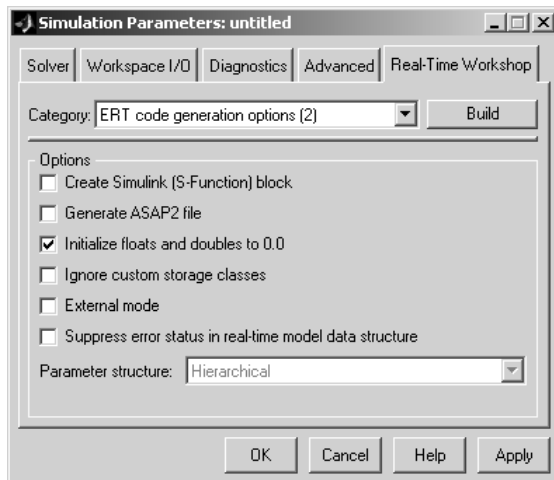 Simulation Parameters: untitled
Solver Workspace I/O Diagnostics Advanced Real-Time Workshop
Category: ERT code generation options (2) Build
Options
Create Simulink (S-Function) block
Generate ASAP2 file
Initialize floats and doubles to 0.0
Ignore custom storage classes
External mode
Suppress error status in real-time model data structure
Parameter structure: Hierarchical
OK Cancel Help Apply